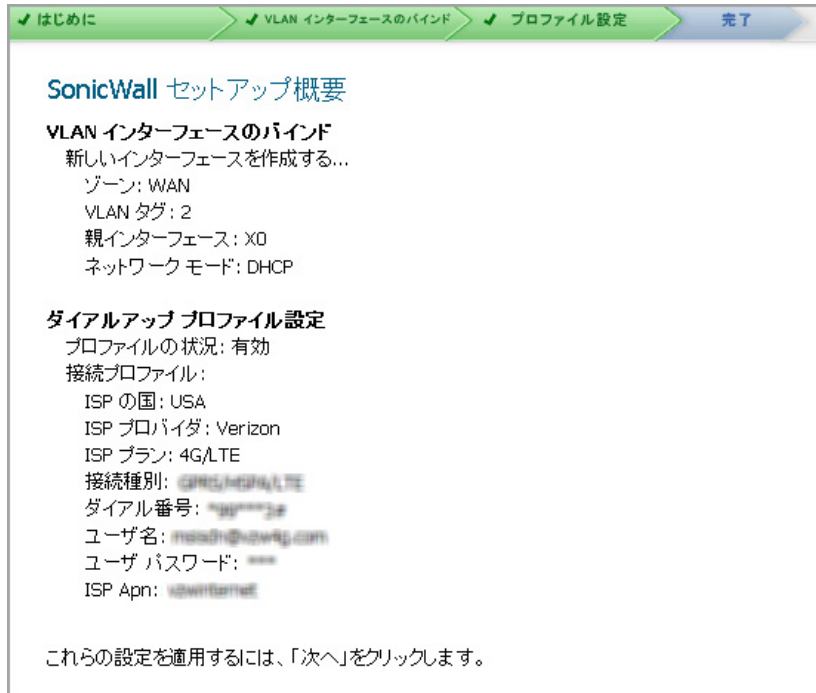 ✔ はじめに
✔ VLAN インターフェースのバインド
✔ プロファイル設定
完了
SonicWall セットアップ概要
VLAN インターフェースのバインド
新しいインターフェースを作成する...
ゾーン: WAN
VLAN タグ: 2
親インターフェース: X0
ネットワーク モード: DHCP
ダイアルアップ プロファイル設定
プロファイルの状況: 有効
接続プロファイル:
ISP の国: USA
ISP プロバイダ: Verizon
ISP プラン: 4G/LTE
接続種別:
ダイアル番号:
ユーザ名:
ユーザ パスワード:
ISP Apn:
これらの設定を適用するには、「次へ」をクリックします。